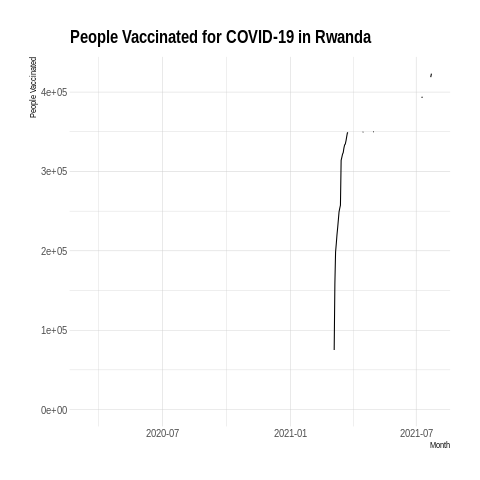 People Vaccinated for COVID-19 in Rwanda
People Vaccinated
4e+05
3e+05
2e+05
1e+05
0e+00
2020-07
2021-01
2021-07
Month